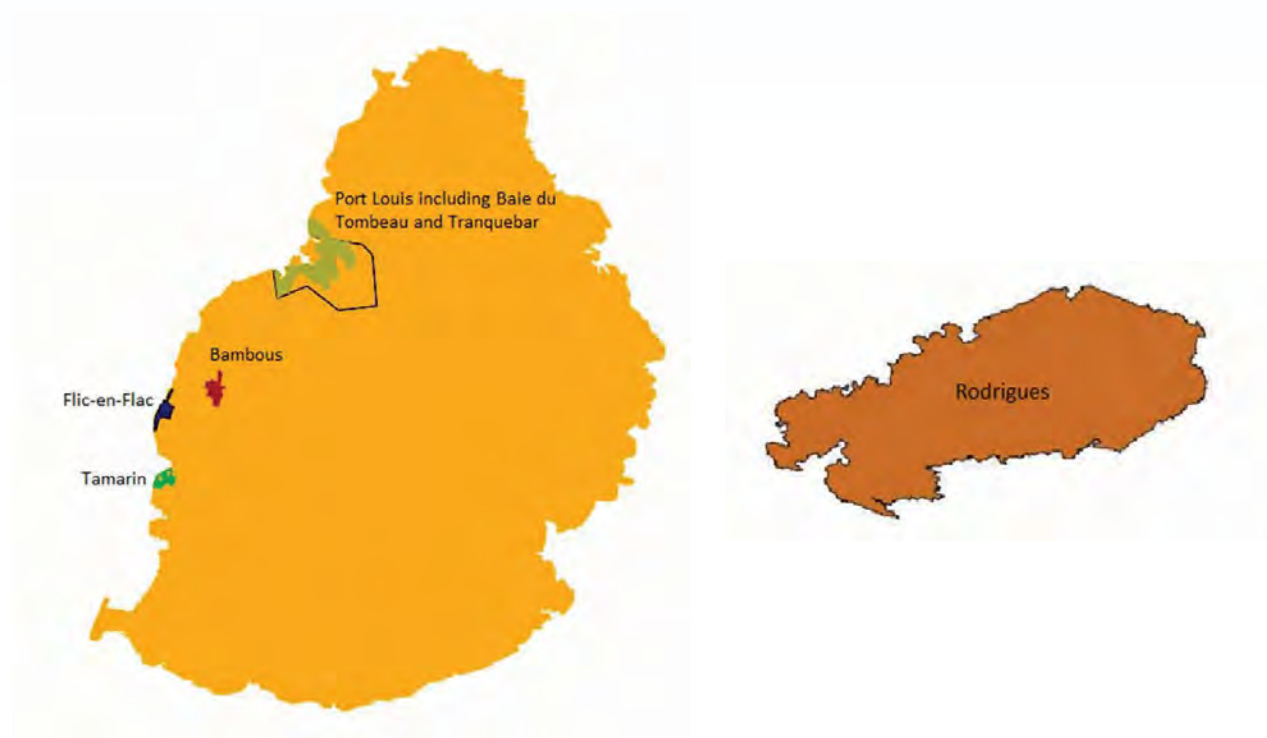 Port Louis including Baie du
Tombeau and Tranquebar
Bambous
Flic-en-Flac
Tamarin
Rodrigues